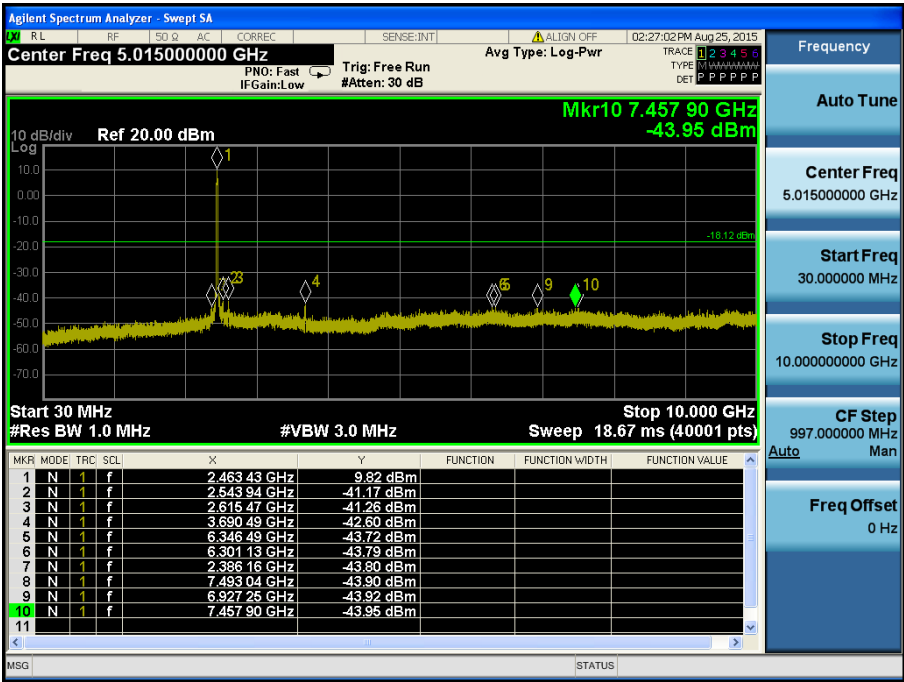 Agilent Spectrum Analyzer - Swept SA
LXI RL RF 50 Ω AC CORREC SENSE:INT ALIGN OFF 02:27:02 PM Aug 25, 2015
Center Freq 5.015000000 GHz
PNO: Fast
IFGain:Low
Trig: Free Run
#Atten: 30 dB
Avg Type: Log-Pwr
TRACE 1 2 3 4 5 6
TYPE M WWWWW
DET P P P P P P
Mkr10 7.457 90 GHz
-43.95 dBm
10 dB/div Ref 20.00 dBm
Log
10.0
0.00
-10.0
-20.0
-30.0
-40.0
-50.0
-60.0
-70.0
1
-18.12 dBm
2 3 4 6 5 9 10
Start 30 MHz Stop 10.000 GHz
#Res BW 1.0 MHz #VBW 3.0 MHz Sweep 18.67 ms (40001 pts)
MKR MODE TRC SCL X Y FUNCTION FUNCTION WIDTH FUNCTION VALUE
1 N 1 f 2.463 43 GHz 9.82 dBm
2 N 1 f 2.543 94 GHz -41.17 dBm
3 N 1 f 2.615 47 GHz -41.26 dBm
4 N 1 f 3.690 49 GHz -42.60 dBm
5 N 1 f 6.346 49 GHz -43.72 dBm
6 N 1 f 6.301 13 GHz -43.79 dBm
7 N 1 f 2.386 16 GHz -43.80 dBm
8 N 1 f 7.493 04 GHz -43.90 dBm
9 N 1 f 6.927 25 GHz -43.92 dBm
10 N 1 f 7.457 90 GHz -43.95 dBm
11
MSG STATUS
Frequency
Auto Tune
Center Freq
5.015000000 GHz
Start Freq
30.000000 MHz
Stop Freq
10.000000000 GHz
CF Step
997.000000 MHz
Auto Man
Freq Offset
0 Hz